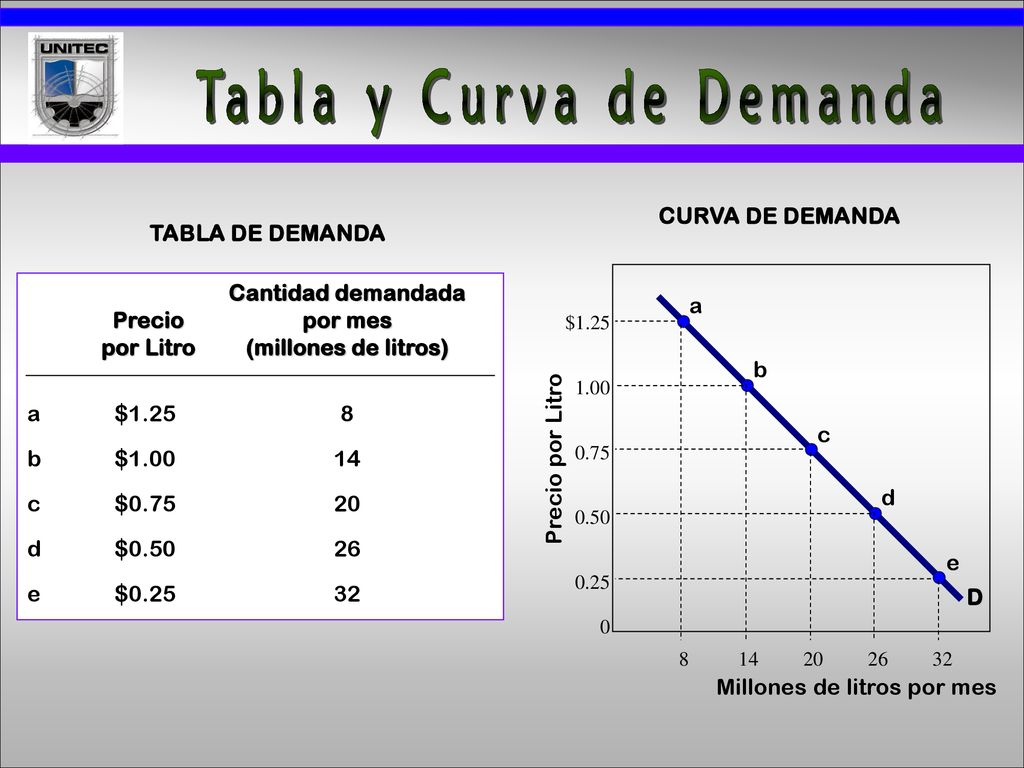 UNITEC
Tabla y Curva de Demanda
TABLA DE DEMANDA
Precio
por Litro
Cantidad demandada
por mes
(millones de litros)
a $1.25 8
b $1.00 14
c $0.75 20
d $0.50 26
e $0.25 32
CURVA DE DEMANDA
Precio por Litro
$1.25
1.00
0.75
0.50
0.25
0
a
b
c
d
e
D
8 14 20 26 32
Millones de litros por mes